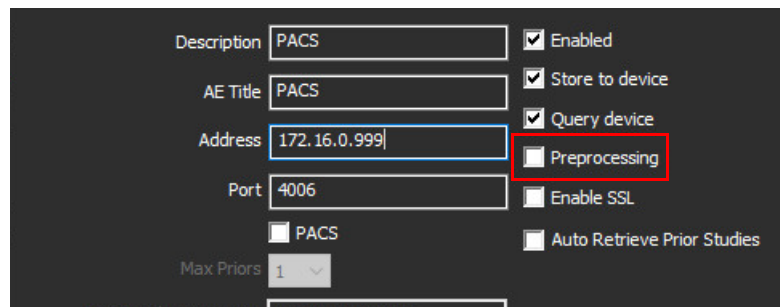 Description PACS
Enabled
AE Title PACS
Store to device
Address 172.16.0.999
Query device
Preprocessing
Port 4006
Enable SSL
PACS
Auto Retrieve Prior Studies
Max Priors 1